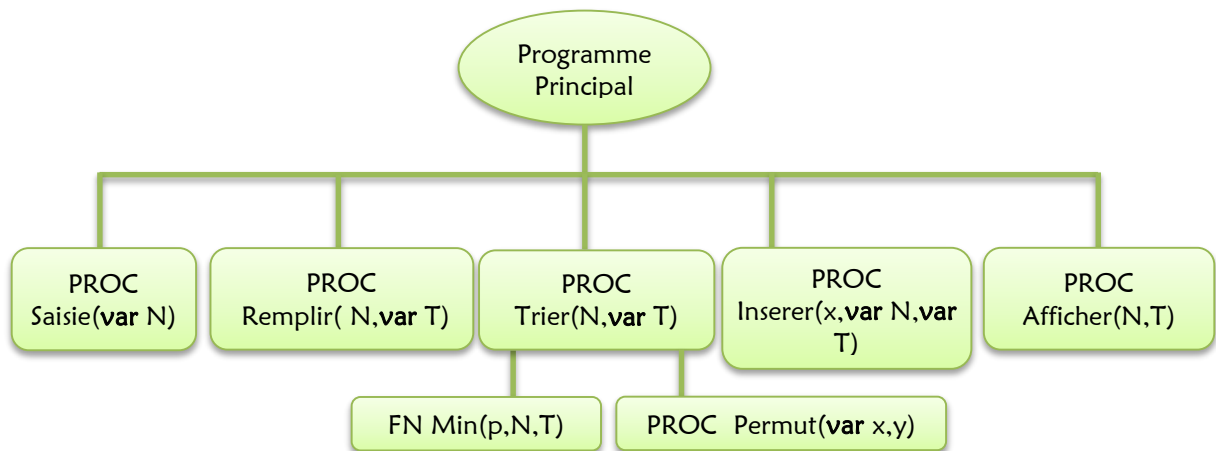 Programme
Principal
PROC
Saisie(var N)
PROC
Remplir( N,var T)
PROC
Trier(N,var T)
PROC
Inserer(x,var N,var
T)
PROC
Afficher(N,T)
FN Min(p,N,T)
PROC Permut(var x,y)